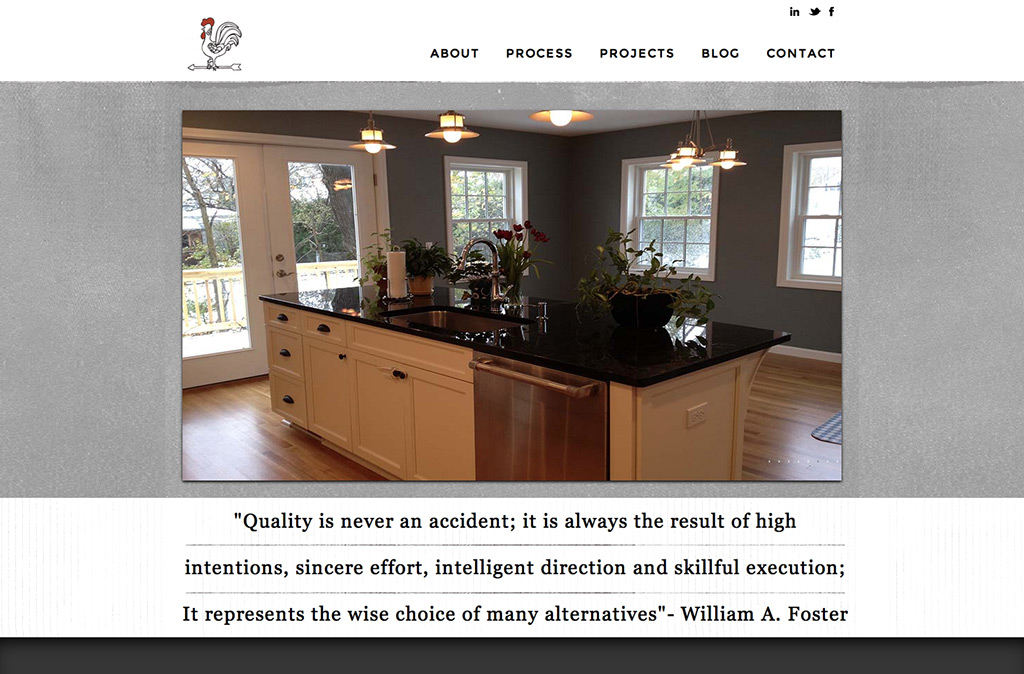 ABOUT PROCESS PROJECTS BLOG CONTACT
"Quality is never an accident; it is always the result of high
intentions, sincere effort, intelligent direction and skillful execution;
It represents the wise choice of many alternatives"- William A. Foster